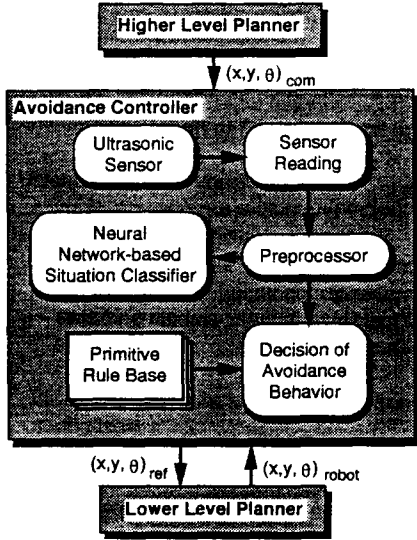 Higher Level Planner
(x,y, θ)com
Avoidance Controller
Ultrasonic
Sensor
Sensor
Reading
Neural
Network-based
Situation Classifier
Preprocessor
Primitive
Rule Base
Decision of
Avoidance
Behavior
(x,y, θ)ref
(x,y, θ)robot
Lower Level Planner